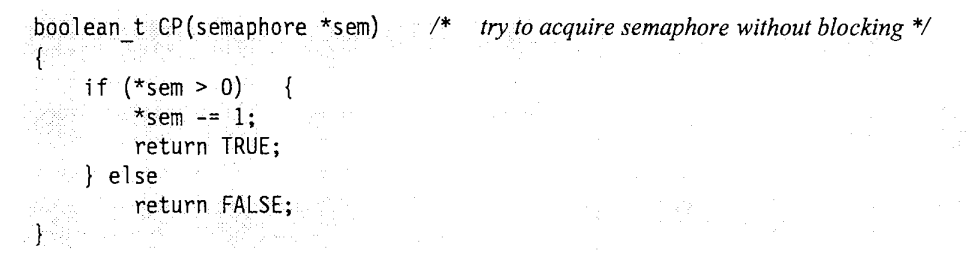 boolean_t CP(semaphore *sem) /* try to acquire semaphore without blocking */
{
if (*sem > 0) {
*sem -= 1;
return TRUE;
} else
return FALSE;
}